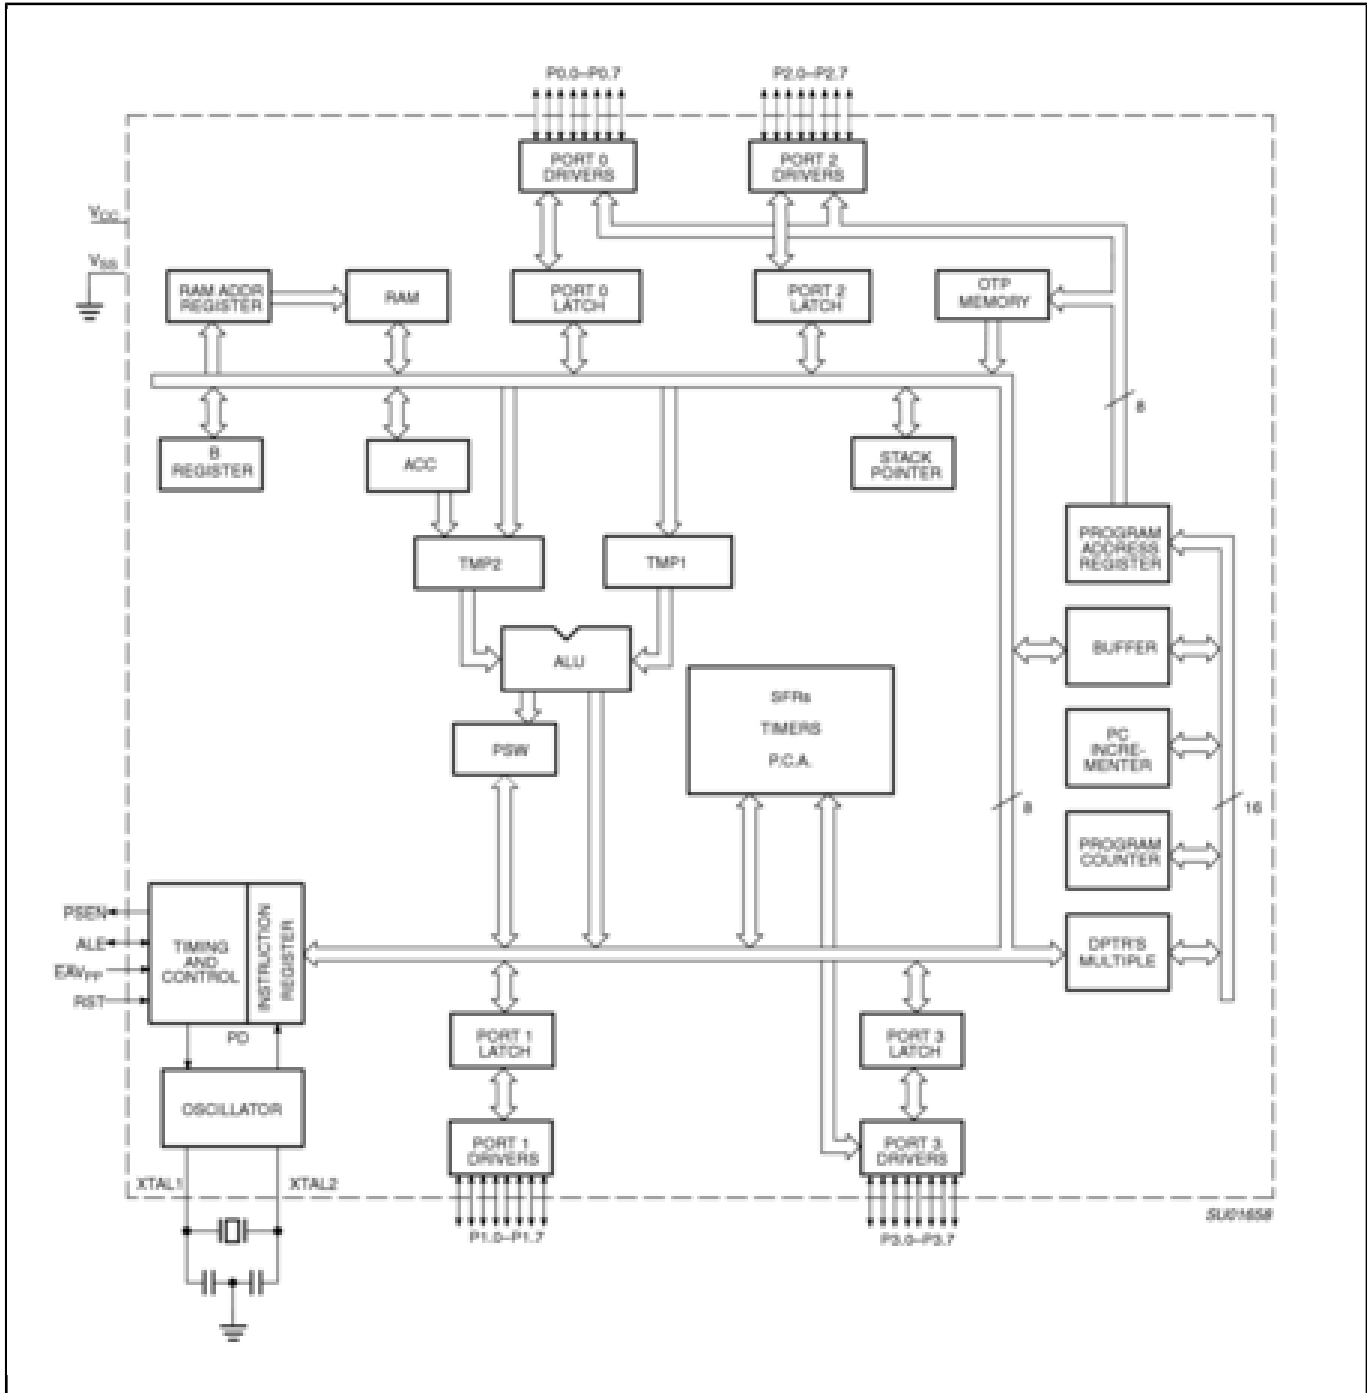 P0.0–P0.7
P2.0–P2.7
PORT 0
DRIVERS
PORT 2
DRIVERS
VCC
VSS
RAM ADDR
REGISTER
RAM
PORT 0
LATCH
PORT 2
LATCH
OTP
MEMORY
8
B
REGISTER
ACC
STACK
POINTER
PROGRAM
ADDRESS
REGISTER
TMP2
TMP1
BUFFER
ALU
SFRs
TIMERS
P.C.A.
PSW
PC
INCRE-
MENTER
8
16
PROGRAM
COUNTER
PSEN
ALE
EAVPP
RST
TIMING
AND
CONTROL
INSTRUCTION
REGISTER
DPTR'S
MULTIPLE
PD
PORT 1
LATCH
PORT 3
LATCH
OSCILLATOR
PORT 1
DRIVERS
PORT 3
DRIVERS
XTAL1
XTAL2
P1.0–P1.7
P3.0–P3.7
SU01658